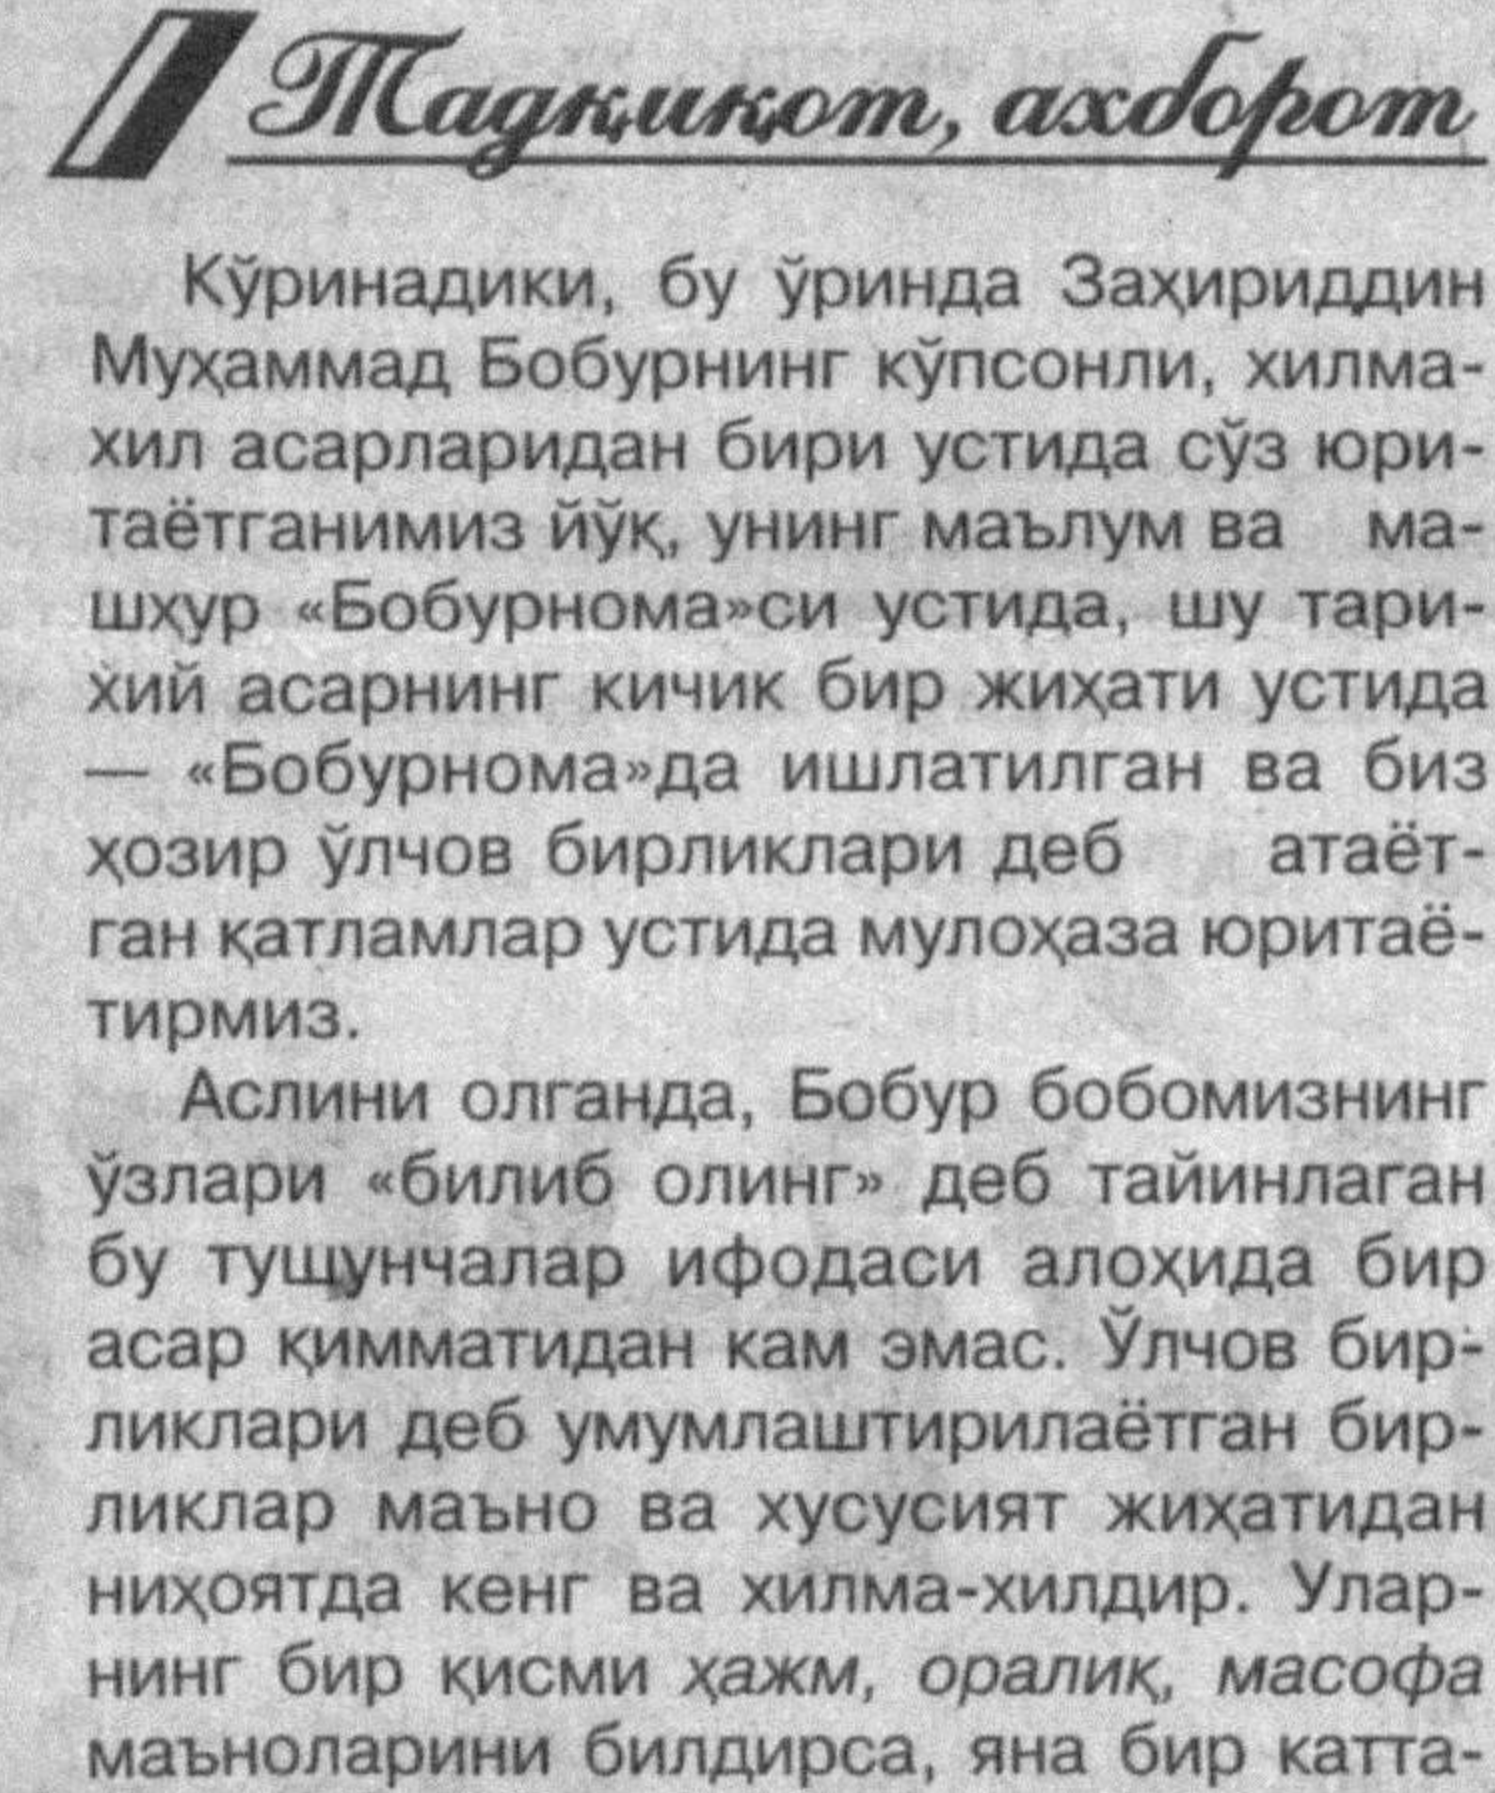 Тадқиқот, ахборот
Кўринадики, бу ўринда Заҳириддин
Муҳаммад Бобурнинг кўпсонли, хилма-
хил асарларидан бири устида сўз юри-
таётганимиз йўқ, унинг маълум ва ма-
шҳур «Бобурнома»си устида, шу тари-
хий асарнинг кичик бир жиҳати устида
— «Бобурнома»да ишлатилган ва биз
ҳозир ўлчов бирликлари деб атаёт-
ган қатламлар устида мулоҳаза юритаё-
тирмиз.
Аслини олганда, Бобур бобомизнинг
ўзлари «билиб олинг» деб тайинлаган
бу тушунчалар ифодаси алоҳида бир
асар қимматидан кам эмас. Ўлчов бир-
ликлари деб умумлаштирилаётган бир-
ликлар маъно ва хусусият жиҳатидан
ниҳоятда кенг ва хилма-хилдир. Улар-
нинг бир қисми ҳажм, оралиқ, масофа
маъноларини билдирса, яна бир катта-